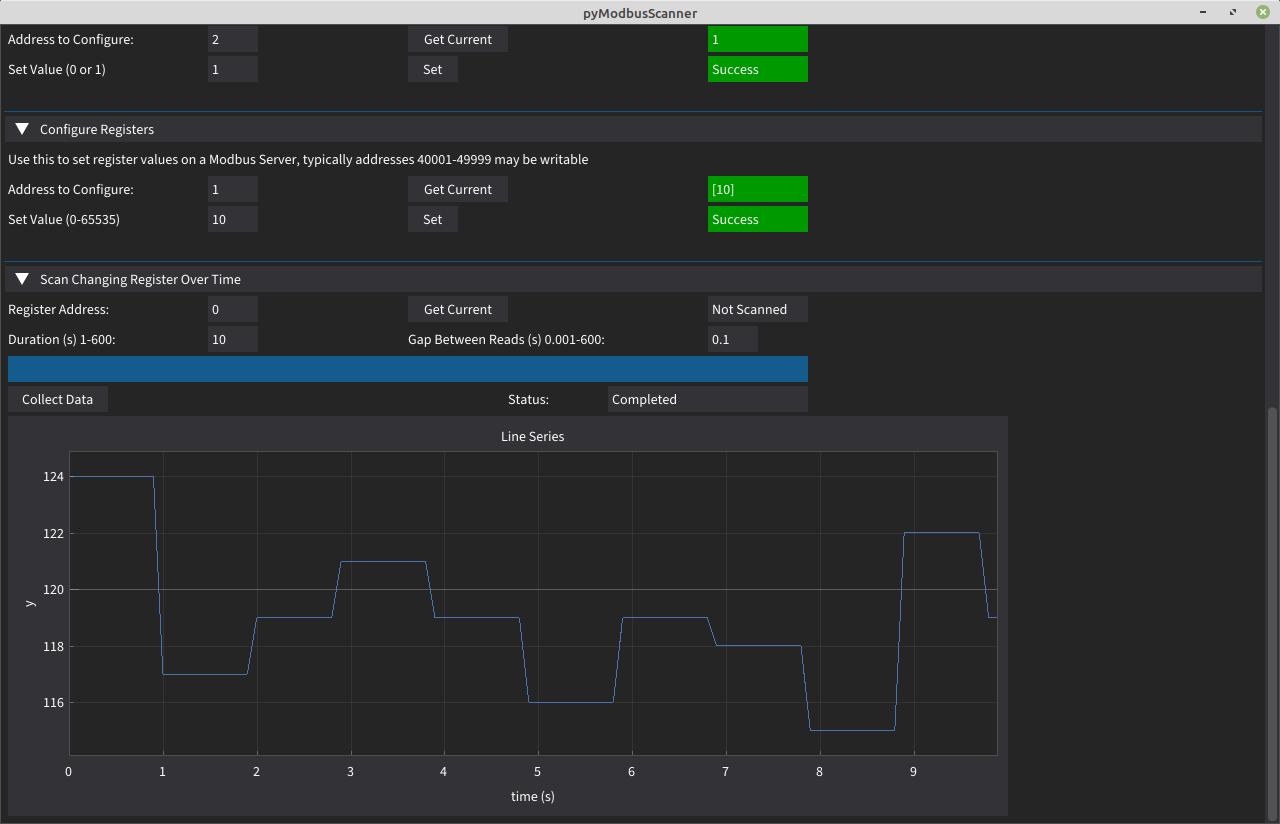 pyModbusScanner
Address to Configure: 2 Get Current 1
Set Value (0 or 1) 1 Set Success
Configure Registers
Use this to set register values on a Modbus Server, typically addresses 40001-49999 may be writable
Address to Configure: 1 Get Current [10]
Set Value (0-65535) 10 Set Success
Scan Changing Register Over Time
Register Address: 0 Get Current Not Scanned
Duration (s) 1-600: 10 Gap Between Reads (s) 0.001-600: 0.1
Collect Data Status: Completed
Line Series
124
122
120
118
116
y
0 1 2 3 4 5 6 7 8 9
time (s)